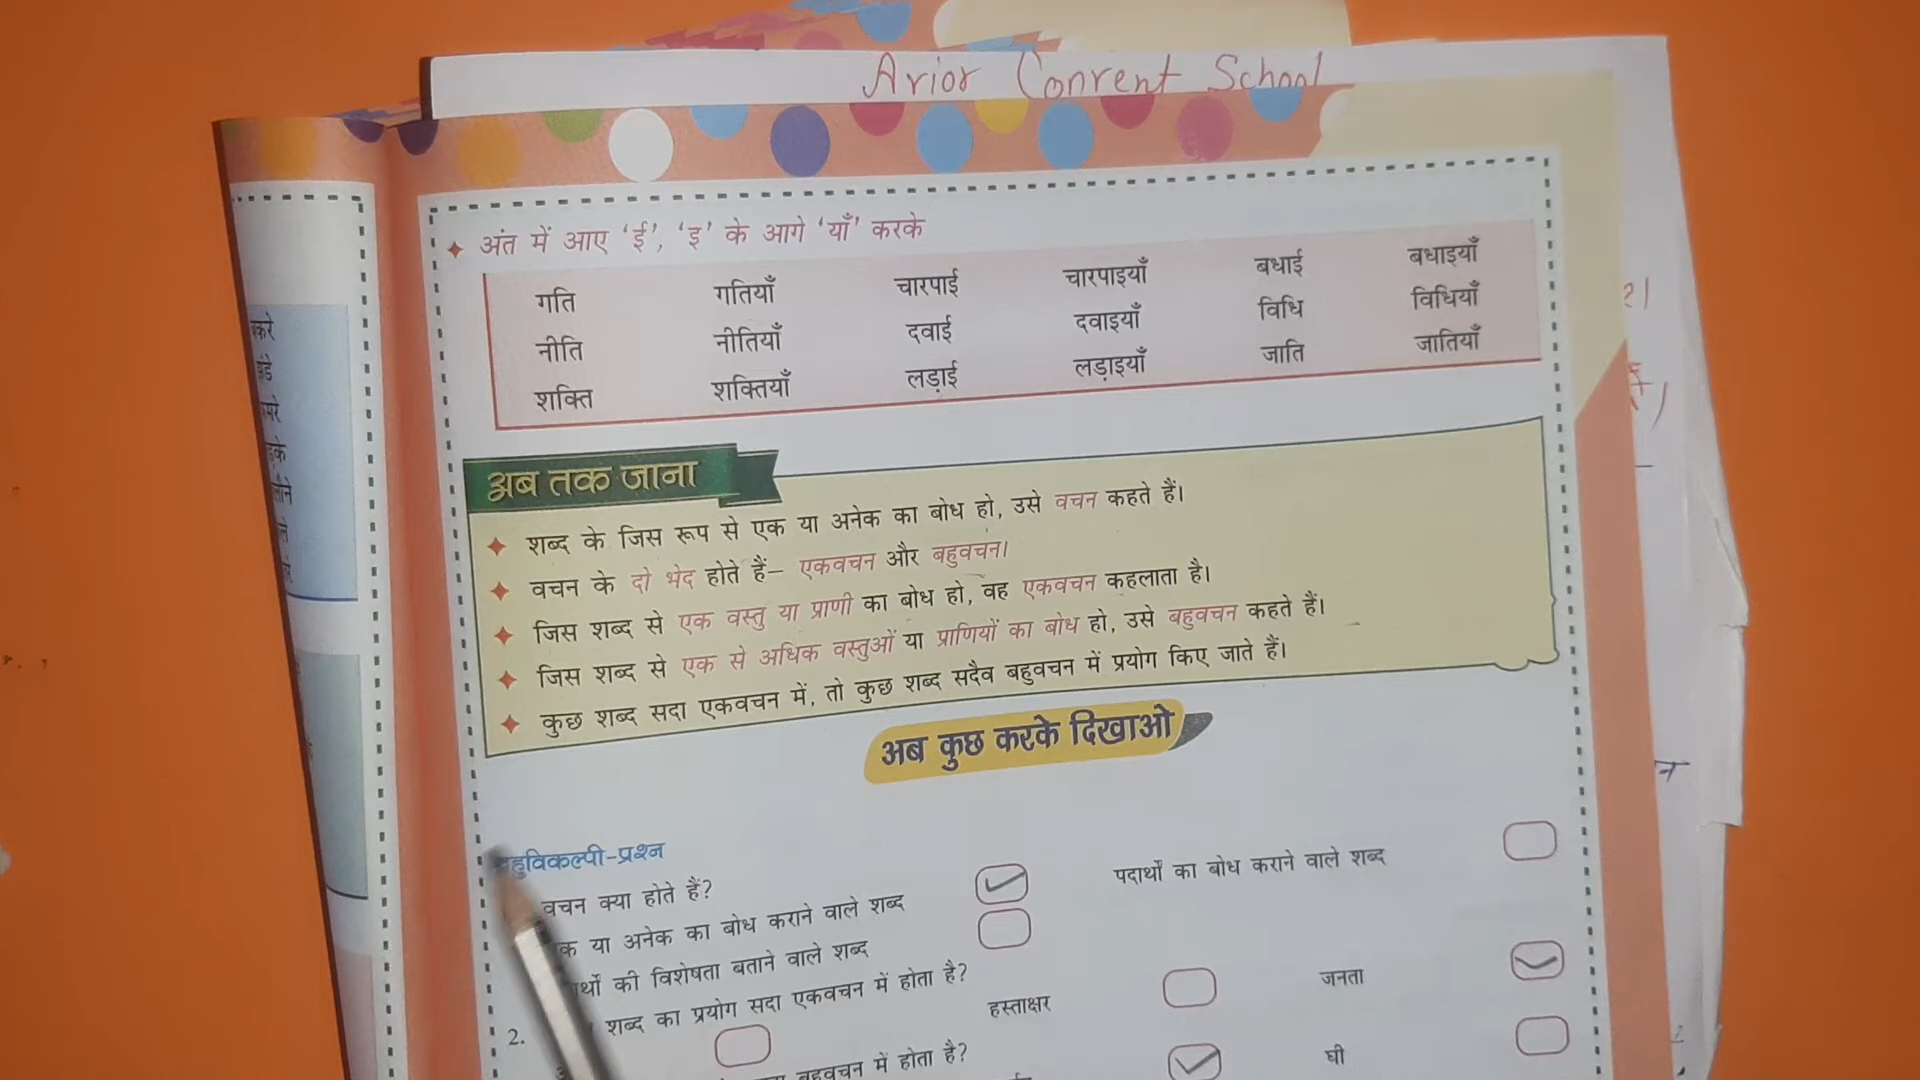 Arior Convent School
अंत में आए ‘ई’, ‘इ’ के आगे ‘याँ’ करके
गति गतियाँ चारपाई चारपाइयाँ बधाई बधाइयाँ
नीति नीतियाँ दवाई दवाइयाँ विधि विधियाँ
शक्ति शक्तियाँ लड़ाई लड़ाइयाँ जाति जातियाँ
अब तक जाना
शब्द के जिस रूप से एक या अनेक का बोध हो, उसे वचन कहते हैं।
वचन के दो भेद होते हैं– एकवचन और बहुवचन।
जिस शब्द से एक वस्तु या प्राणी का बोध हो, वह एकवचन कहलाता है।
जिस शब्द से एक से अधिक वस्तुओं या प्राणियों का बोध हो, उसे बहुवचन कहते हैं।
कुछ शब्द सदा एकवचन में, तो कुछ शब्द सदैव बहुवचन में प्रयोग किए जाते हैं।
अब कुछ करके दिखाओ
हुविकल्पी-प्रश्न
वचन क्या होते हैं?
क या अनेक का बोध कराने वाले शब्द पदार्थों का बोध कराने वाले शब्द
र्थों की विशेषता बताने वाले शब्द
2. शब्द का प्रयोग सदा एकवचन में होता है?
हस्ताक्षर जनता
बहुवचन में होता है?
घी